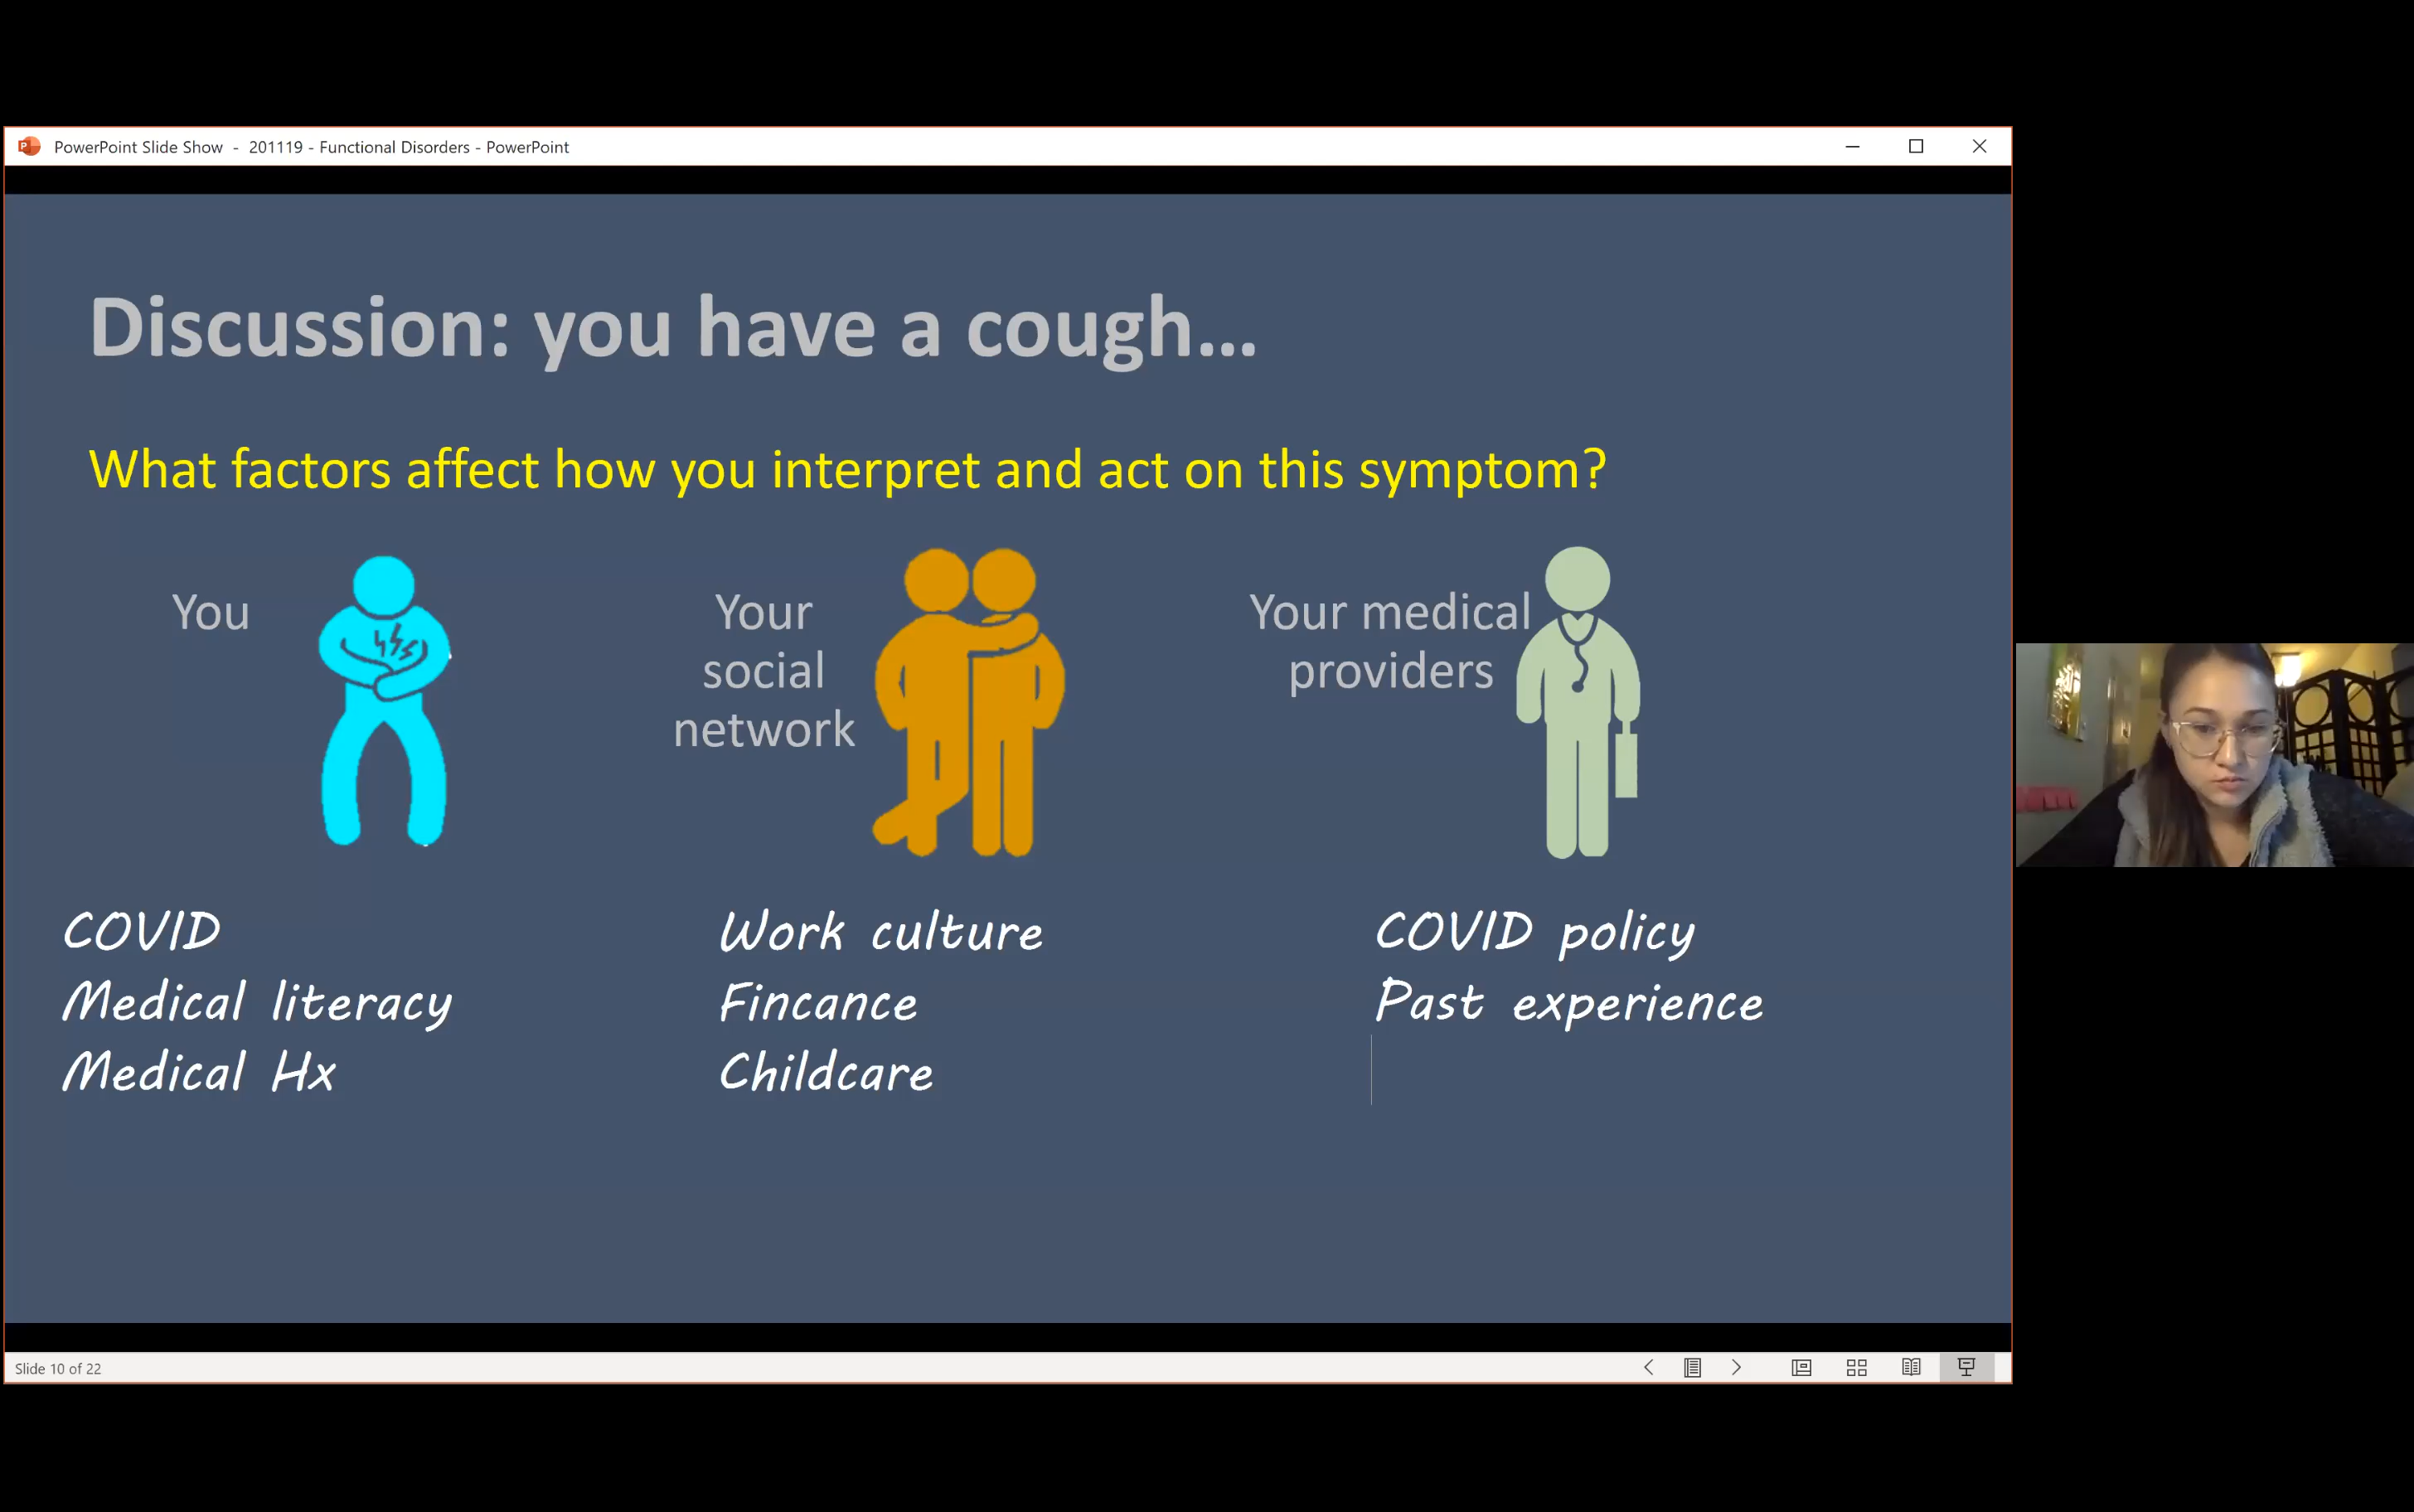 PowerPoint Slide Show - 201119 - Functional Disorders - PowerPoint
Discussion: you have a cough...
What factors affect how you interpret and act on this symptom?
You
Your
social
network
Your medical
providers
COVID
Medical literacy
Medical Hx
Work culture
Fincance
Childcare
COVID policy
Past experience
Slide 10 of 22